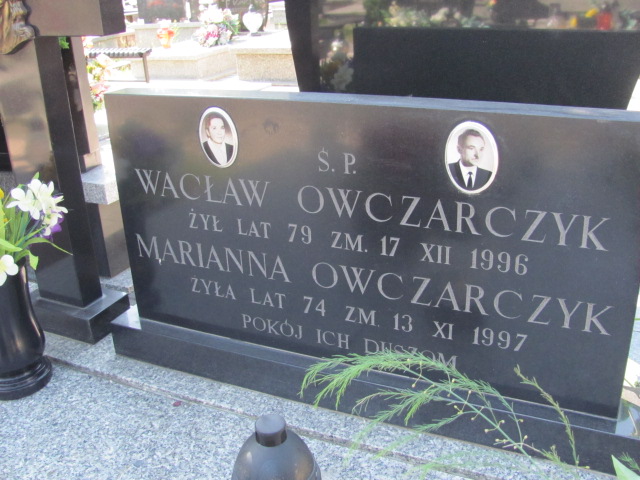 Ś. P.
WACŁAW OWCZARCZYK
ŻYŁ LAT 79 ZM. 17 XII 1996
MARIANNA OWCZARCZYK
ŻYŁA LAT 74 ZM. 13 XI 1997
POKÓJ ICH DUSZOM